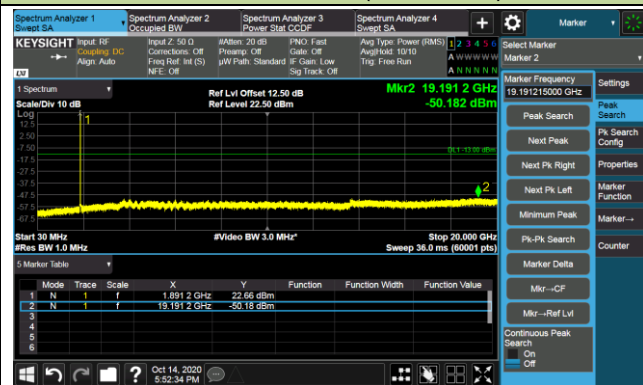 Spectrum Analyzer 1
Swept SA
Spectrum Analyzer 2
Occupied BW
Spectrum Analyzer 3
Power Stat CCDF
Spectrum Analyzer 4
Swept SA
+
Marker
KEYSIGHT
Input: RF
Coupling: DC
Align: Auto
Input Z: 50 Ω
Corrections: Off
Freq Ref: Int (S)
NFE: Off
#Atten: 20 dB
Preamp: Off
µW Path: Standard
PNO: Fast
Gate: Off
IF Gain: Low
Sig Track: Off
Avg Type: Power (RMS)
Avg|Hold: 10/10
Trig: Free Run
1 2 3 4 5 6
A W W W W W
A N N N N N
LXI
Select Marker
Marker 2
1 Spectrum
Scale/Div 10 dB
Ref Lvl Offset 12.50 dB
Ref Level 22.50 dBm
Mkr2 19.191 2 GHz
-50.182 dBm
Log
12.5
2.50
-7.50
-17.5
-27.5
-37.5
-47.5
-57.5
-67.5
1
DL1 -13.00 dBm
2
Start 30 MHz
#Res BW 1.0 MHz
#Video BW 3.0 MHz*
Stop 20.000 GHz
Sweep 36.0 ms (60001 pts)
5 Marker Table
Mode Trace Scale X Y Function Function Width Function Value
1 N 1 f 1.891 2 GHz 22.66 dBm
2 N 1 f 19.191 2 GHz -50.18 dBm
3
4
5
6
Marker Frequency
19.191215000 GHz
Peak Search
Next Peak
Next Pk Right
Next Pk Left
Minimum Peak
Pk-Pk Search
Marker Delta
Mkr→CF
Mkr→Ref Lvl
Continuous Peak Search
On
Off
Settings
Peak Search
Pk Search Config
Properties
Marker Function
Marker→
Counter
?
Oct 14, 2020
5:52:34 PM